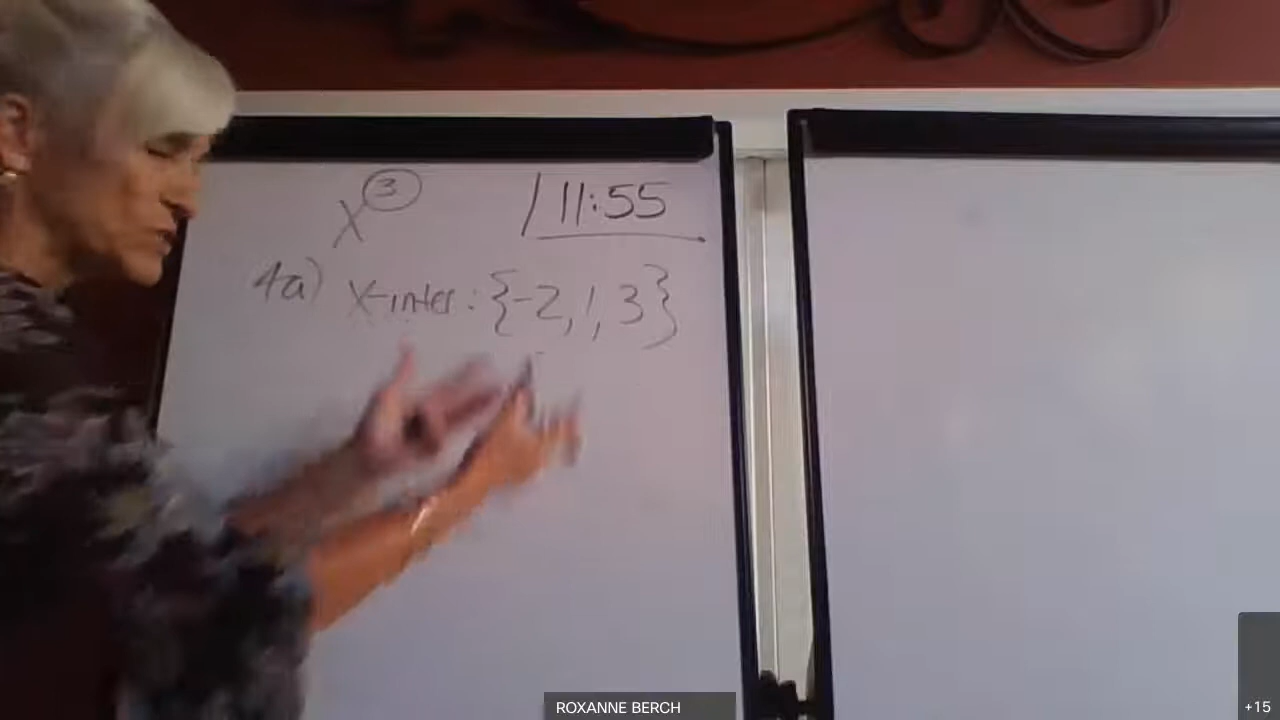 x³ 11:55
4a) X-inter: {-2, 1, 3}
ROXANNE BERCH
+15